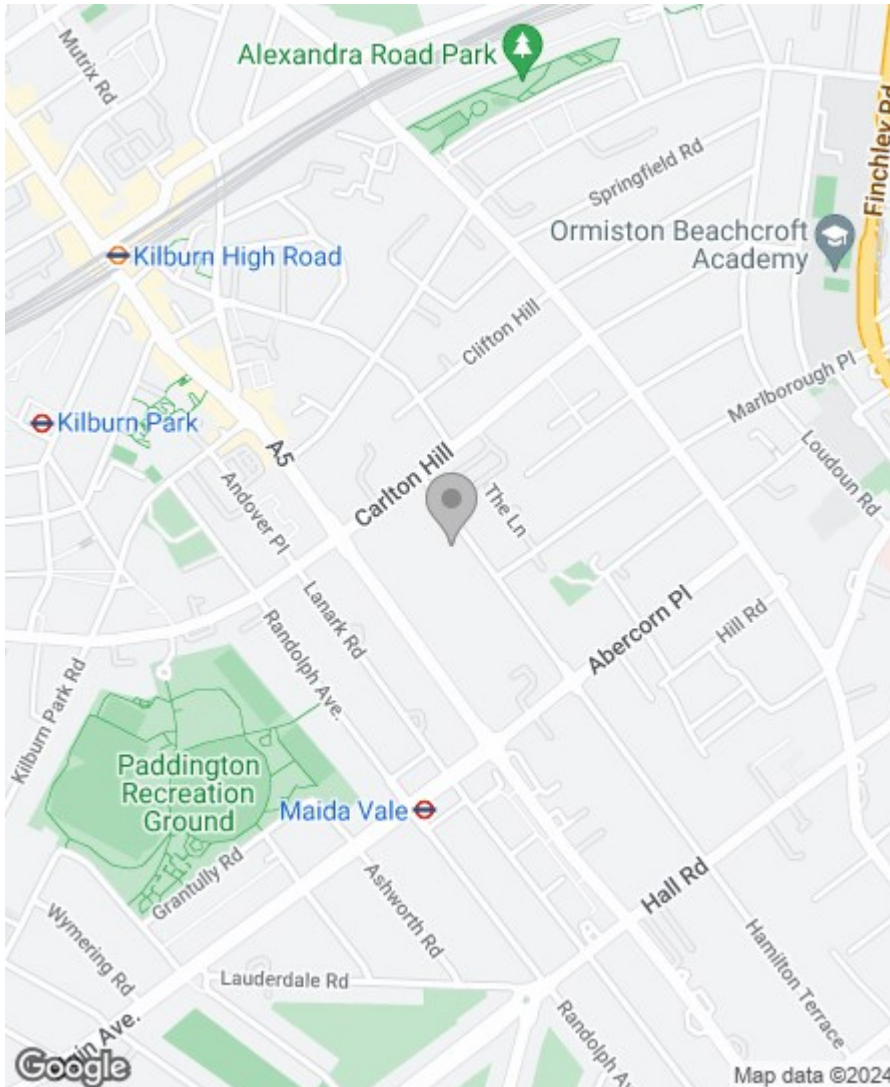 Mutrix Rd
Alexandra Road Park
Finchley Rd
Springfield Rd
Ormiston Beachcroft
Academy
Kilburn High Road
Clifton Hill
Marlborough Pl
Kilburn Park
A5
Carlton Hill
Loudoun Rd
Andover Pl
The Ln
Lanark Rd
Randolph Ave.
Abercorn Pl
Hill Rd
Kilburn Park Rd
Paddington
Recreation
Ground
Maida Vale
Grantully Rd
Ashworth Rd
Hall Rd
Wymering Rd
Hamilton Terrace
Lauderdale Rd
Randolph Av
Ave.
Google
Map data ©2024